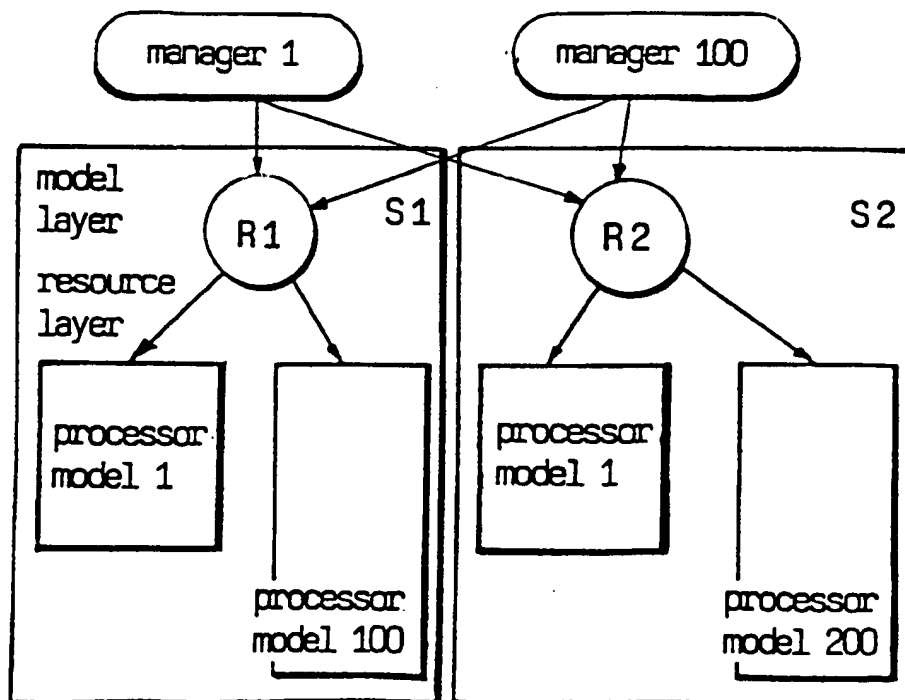 manager 1
manager 100
model
layer
S1
R1
resource
layer
processor
model 1
processor
model 100
S2
R2
processor
model 1
processor
model 200